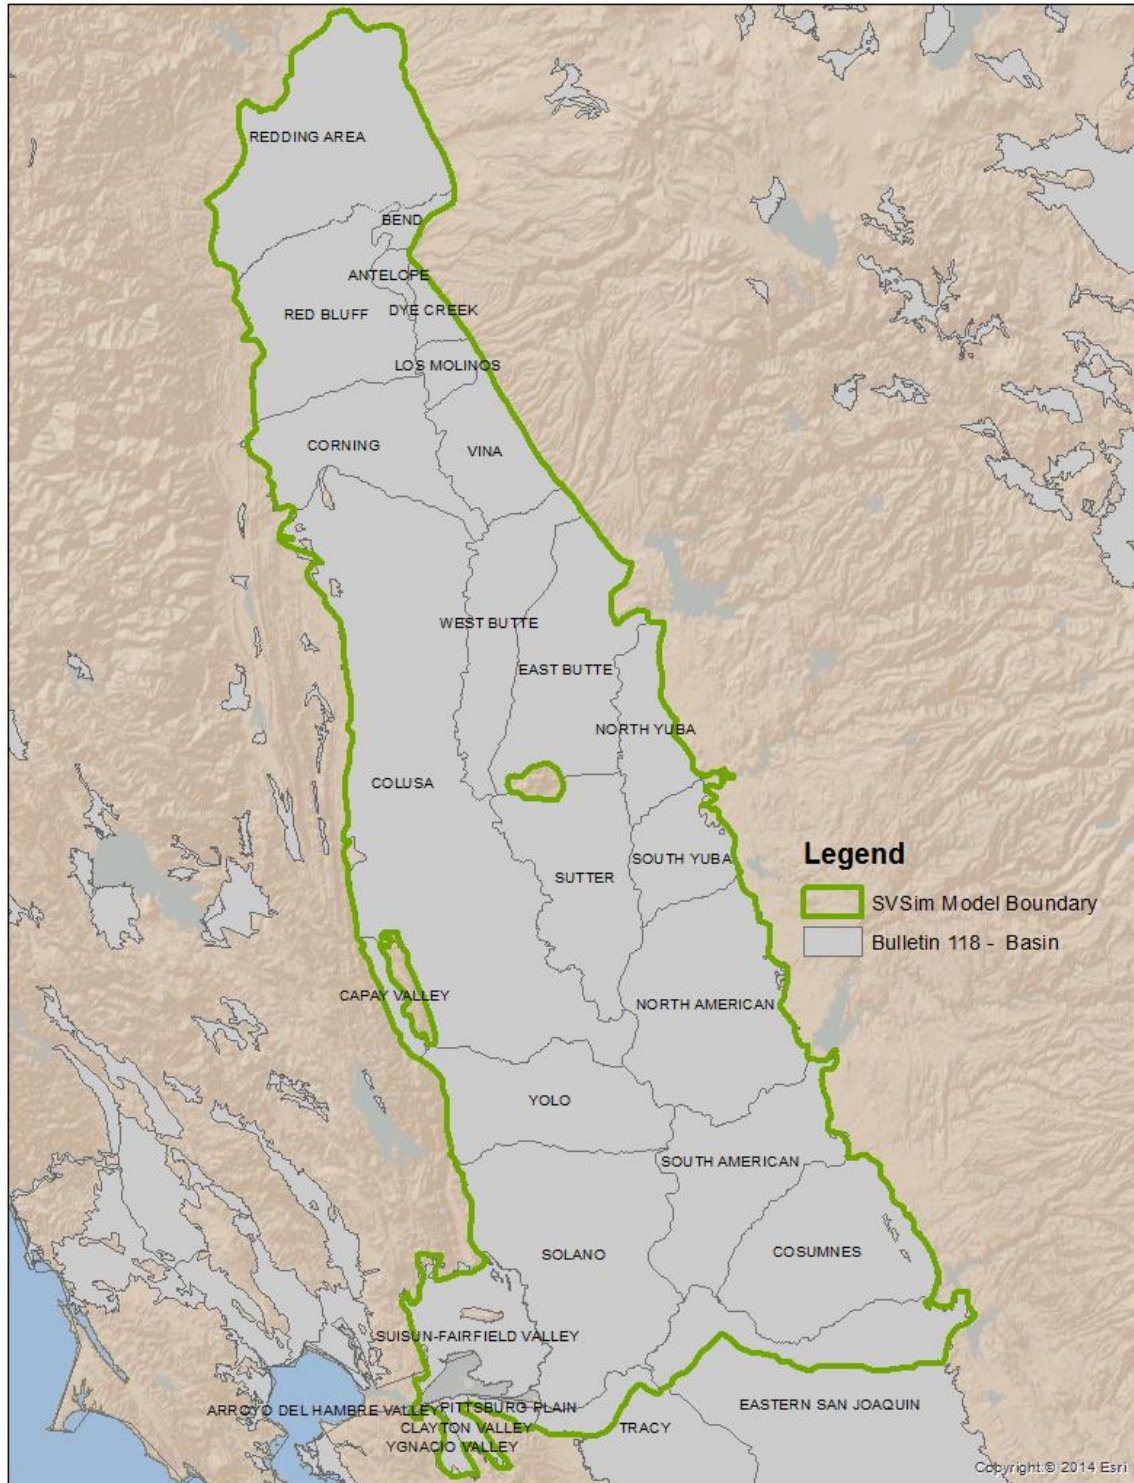 REDDING AREA
BEND
ANTELOPE
DYE CREEK
RED BLUFF
LOS MOLINOS
CORNING
VINA
WEST BUTTE
EAST BUTTE
NORTH YUBA
COLUSA
Legend
SOUTH YUBA
SUTTER
SVSim Model Boundary
Bulletin 118 - Basin
CAPAY VALLEY
NORTH AMERICAN
YOLO
SOUTH AMERICAN
SOLANO
COSUMNES
SUISUN-FAIRFIELD VALLEY
ARROYO DEL HAMBRE VALLEY
PITTSBURG PLAIN
EASTERN SAN JOAQUIN
CLAYTON VALLEY
TRACY
YGNACIO VALLEY
Copyright:© 2014 Esri